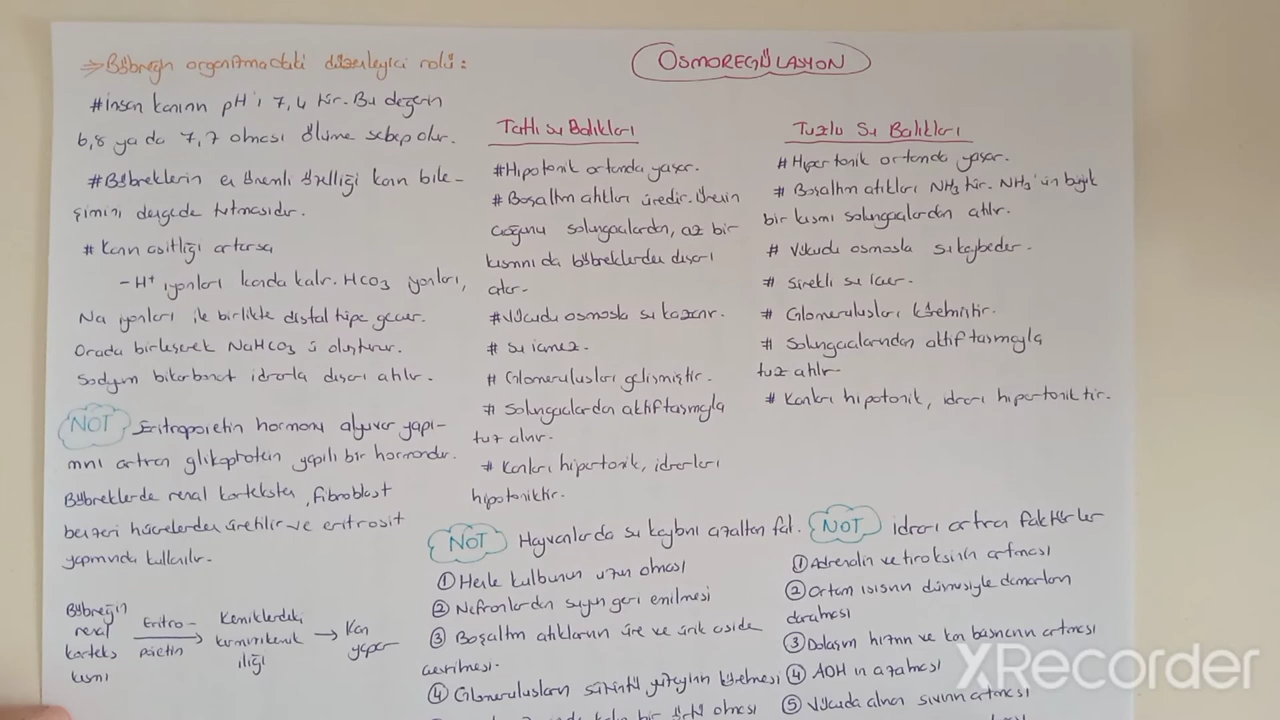 ⇒ Böbreğin organizmadaki düzenleyici rolü:
# İnsan kanının pH'ı 7,4 tür. Bu değerin
6,8 ya da 7,7 olması ölüme sebep olur.
# Böbreklerin en önemli özelliği kan bile-
şimini dengede tutmasıdır.
# Kanın asitliği artarsa
- H⁺ iyonları kanda kalır. HCO3 iyonları,
Na iyonları ile birlikte distal tüpe geçer.
Orada birleşerek NaHCO3 ü oluşturur.
Sodyum bikarbonat idrarla dışarı atılır.
NOT Eritropoietin hormonu alyuvar yapı-
mını artıran glikoprotein yapılı bir hormondur.
Böbreklerde renal korteksten, fibroblast
benzeri hücrelerden üretilir ve eritrosit
yapımında kullanılır.
Böbreğin
renal
korteks
kısmı
Eritro-
poietin
Kemiklerdeki
kırmızı kemik
iliği
Kan
yapar
OSMOREGÜLASYON
Tatlı su Balıkları
# Hipotonik ortamda yaşar.
# Boşaltım atıkları üredir. Ürenin
çoğunu solungaçlardan, az bir
kısmını da böbreklerden dışarı
atar.
# Vücudu osmosla su kazanır.
# Su içmez.
# Glomerulusları gelişmiştir.
# Solungaçlardan aktif taşımayla
tuz alınır.
# Kanları hipertonik, idrarları
hipotoniktir.
Tuzlu Su Balıkları
# Hipertonik ortamda yaşar.
# Boşaltım atıkları NH3 tür. NH3'ün büyük
bir kısmı solungaçlardan atılır.
# Vücudu osmosla su kaybeder.
# Sürekli su içer.
# Glomerulusları körelmiştir.
# Solungaçlarından aktif taşımayla
tuz atılır
# Kanları hipotonik, idrarı hipertoniktir.
NOT Hayvanlarda su kaybını azaltan fak.
① Henle kulbunun uzun olması
② Nefronlardan suyun geri emilmesi
③ Boşaltım atıklarının üre ve ürik aside
çevrilmesi.
④ Glomerulusların süzüntü yüzeyinin körelmesi
bir örtü olması
NOT İdrarı artıran faktörler
① Adrenalin ve tiroksinin artması
② Ortam ısısının düşmesiyle damarların
daralması
③ Dolaşım hızının ve kan basıncının artması
④ ADH ın azalması
⑤ Vücuda alınan sıvının artması
XRecorder